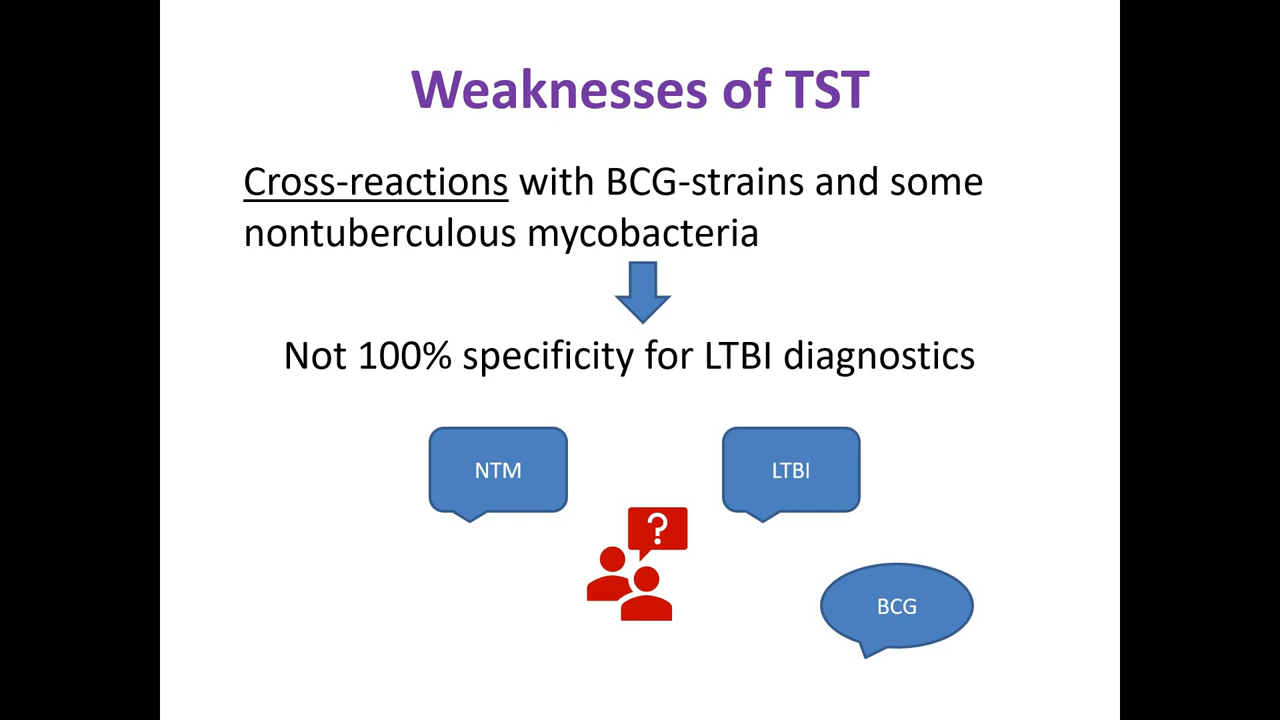 Weaknesses of TST
Cross-reactions with BCG-strains and some
nontuberculous mycobacteria
Not 100% specificity for LTBI diagnostics
NTM
LTBI
?
BCG